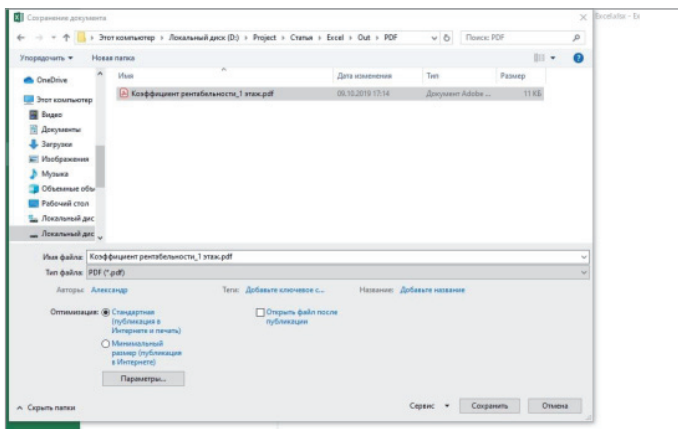 Сохранение документа
Excel.xlsx - Ex
Этот компьютер › Локальный диск (D:) › Project › Статья › Excel › Out › PDF
Поиск: PDF
Упорядочить
Новая папка
OneDrive
Этот компьютер
Видео
Документы
Загрузки
Изображения
Музыка
Объемные объ
Рабочий стол
Локальный дис
Локальный дис
Имя
Дата изменения
Тип
Размер
Коэффициент рентабельности_1 этаж.pdf
09.10.2019 17:14
Документ Adobe ...
11 КБ
Имя файла: Коэффициент рентабельности_1 этаж.pdf
Тип файла: PDF (*.pdf)
Авторы: Александр
Теги: Добавьте ключевое с...
Название: Добавьте название
Оптимизация:
Стандартная
(публикация в
Интернете и печать)
Минимальный
размер (публикация
в Интернете)
Открыть файл после
публикации
Параметры...
Скрыть папки
Сервис
Сохранить
Отмена